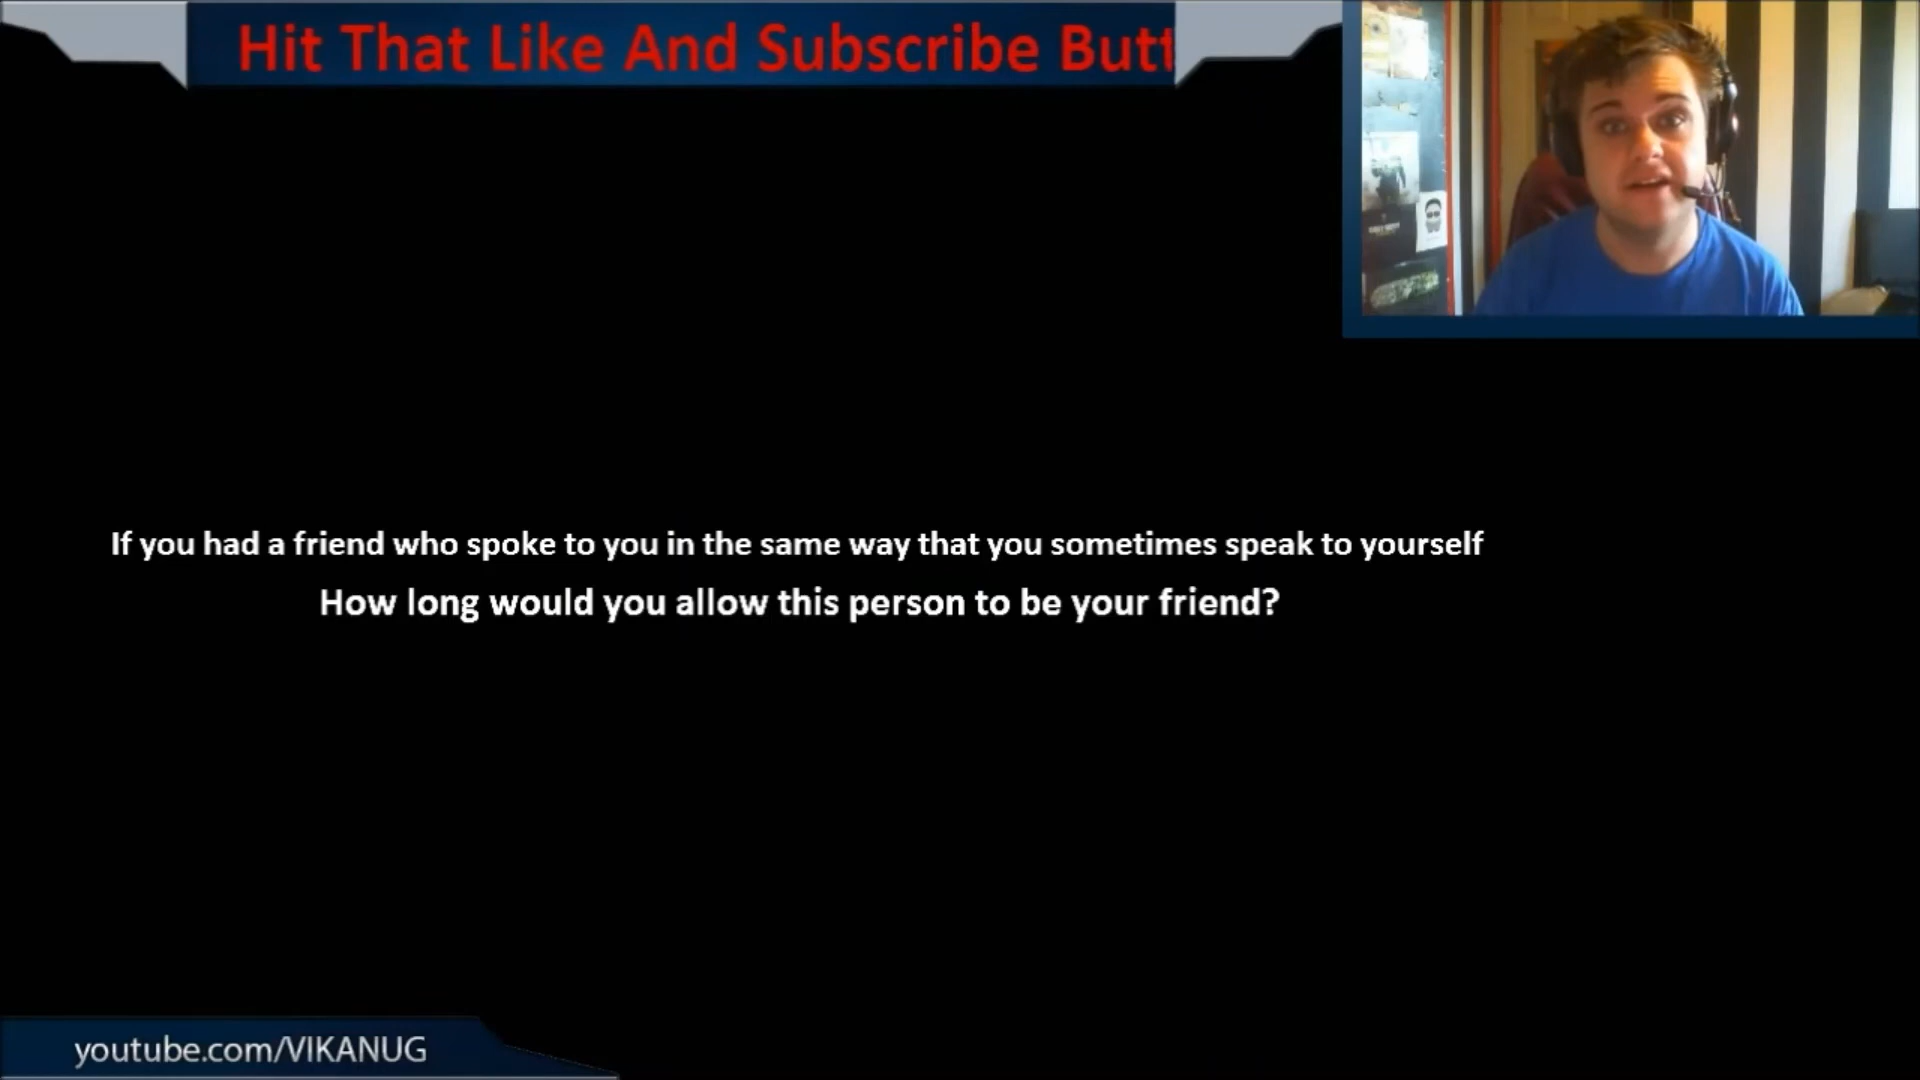 Hit That Like And Subscribe Butt
If you had a friend who spoke to you in the same way that you sometimes speak to yourself
How long would you allow this person to be your friend?
youtube.com/VIKANUG